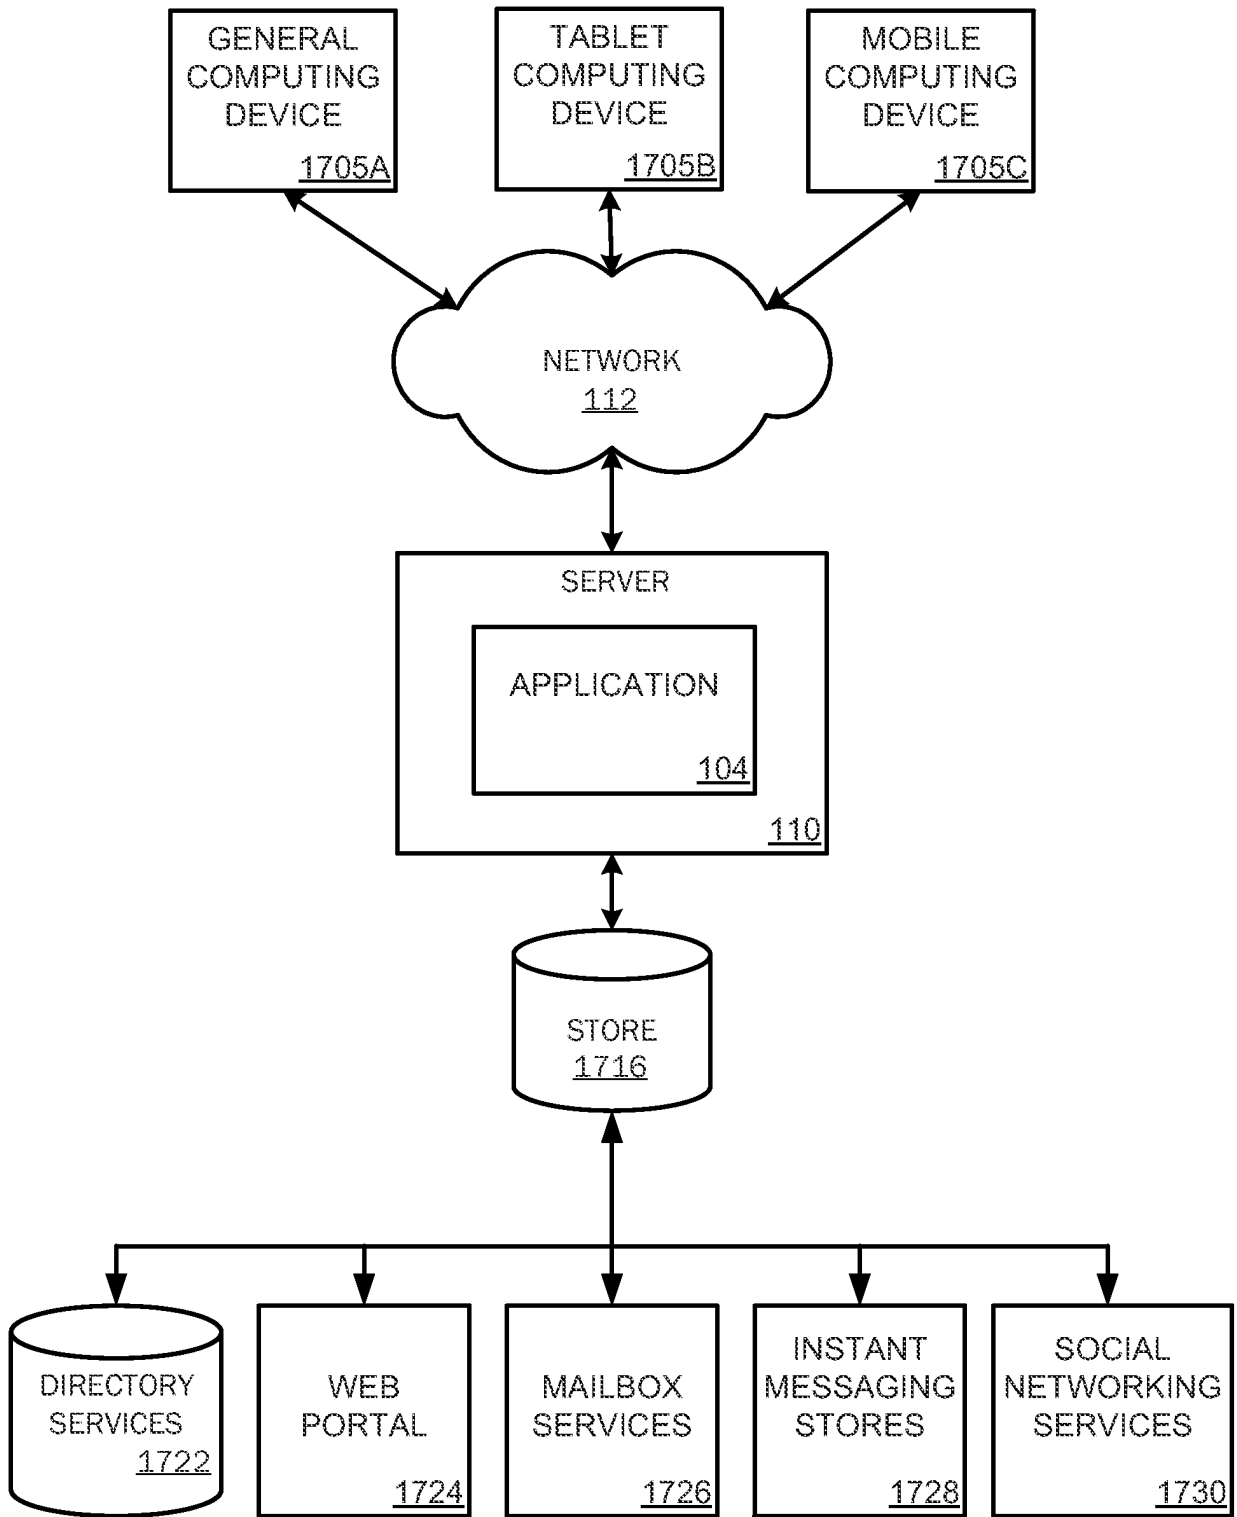 GENERAL
COMPUTING
DEVICE
1705A
TABLET
COMPUTING
DEVICE
1705B
MOBILE
COMPUTING
DEVICE
1705C
NETWORK
112
SERVER
APPLICATION
104
110
STORE
1716
DIRECTORY
SERVICES
1722
WEB
PORTAL
1724
MAILBOX
SERVICES
1726
INSTANT
MESSAGING
STORES
1728
SOCIAL
NETWORKING
SERVICES
1730